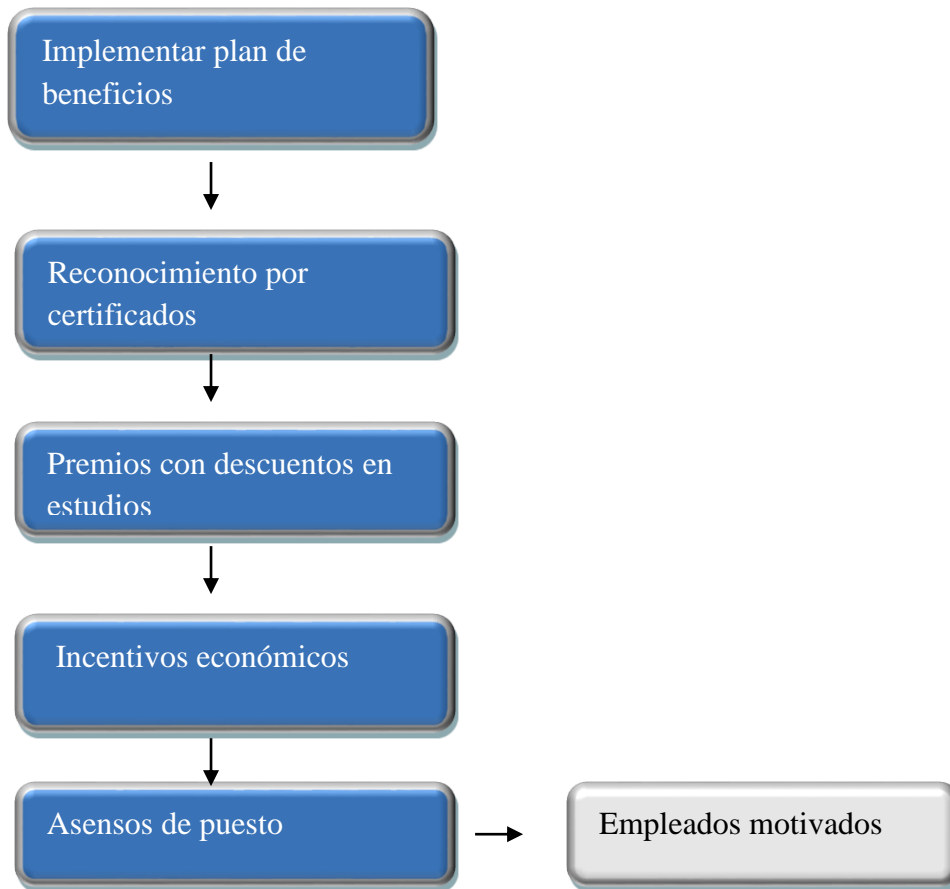 Implementar plan de
beneficios
Reconocimiento por
certificados
Premios con descuentos en
estudios
Incentivos económicos
Asensos de puesto
Empleados motivados